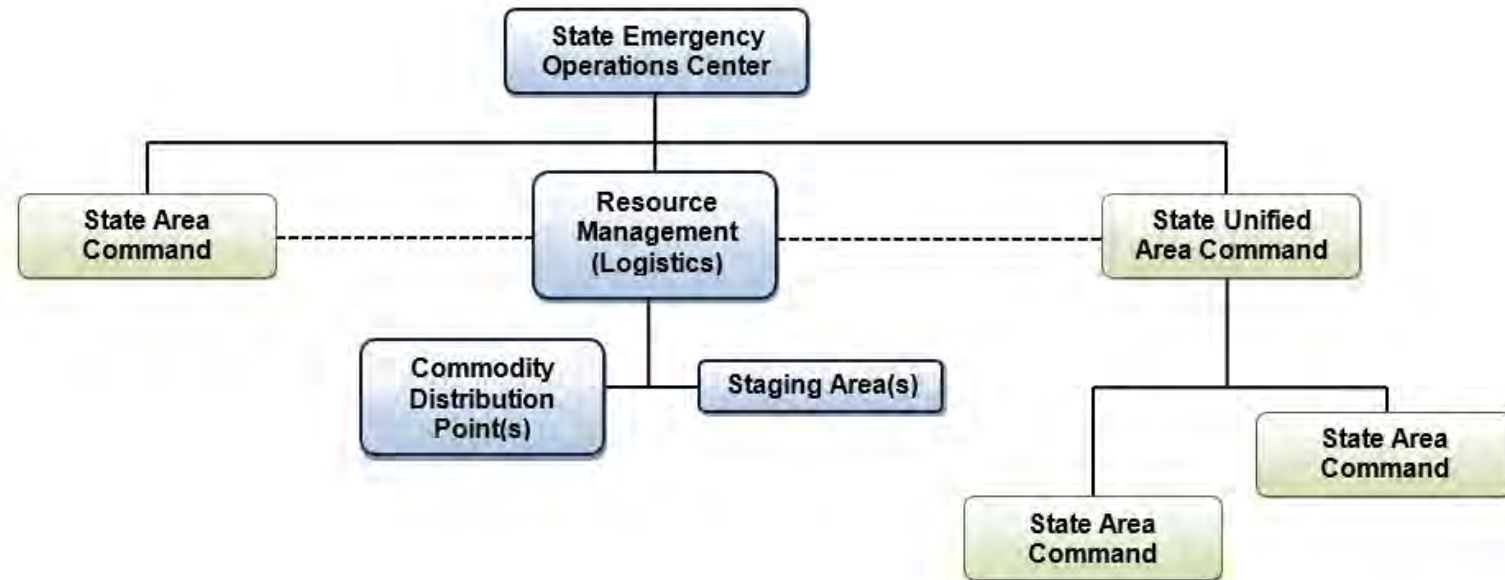 State Emergency
Operations Center
State Area
Command
Resource
Management
(Logistics)
State Unified
Area Command
Commodity
Distribution
Point(s)
Staging Area(s)
State Area
Command
State Area
Command